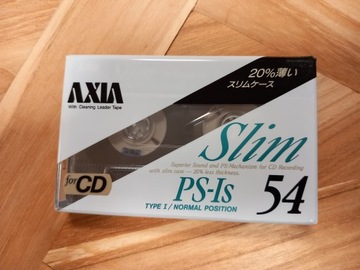 AXIA
With Cleaning Leader Tape
20%薄い
スリムケース
Slim
Superior Sound and PS-Mechanism for CD Recording
with slim case — 20% less thickness.
for CD
PS-Is 54
TYPE I / NORMAL POSITION